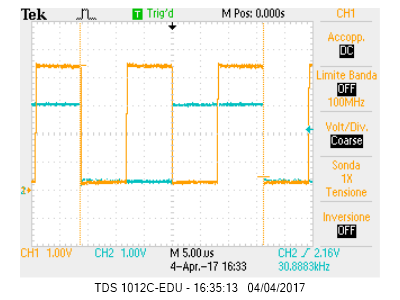 Tek Trig'd M Pos: 0.000s CH1
Accopp.
DC
Limite Banda
OFF
100MHz
Volt/Div.
Coarse
Sonda
1X
Tensione
2
Inversione
OFF
CH1 1.00V CH2 1.00V M 5.00us CH2 2.16V
4-Apr.-17 16:33 30.8883kHz
TDS 1012C-EDU - 16:35:13 04/04/2017